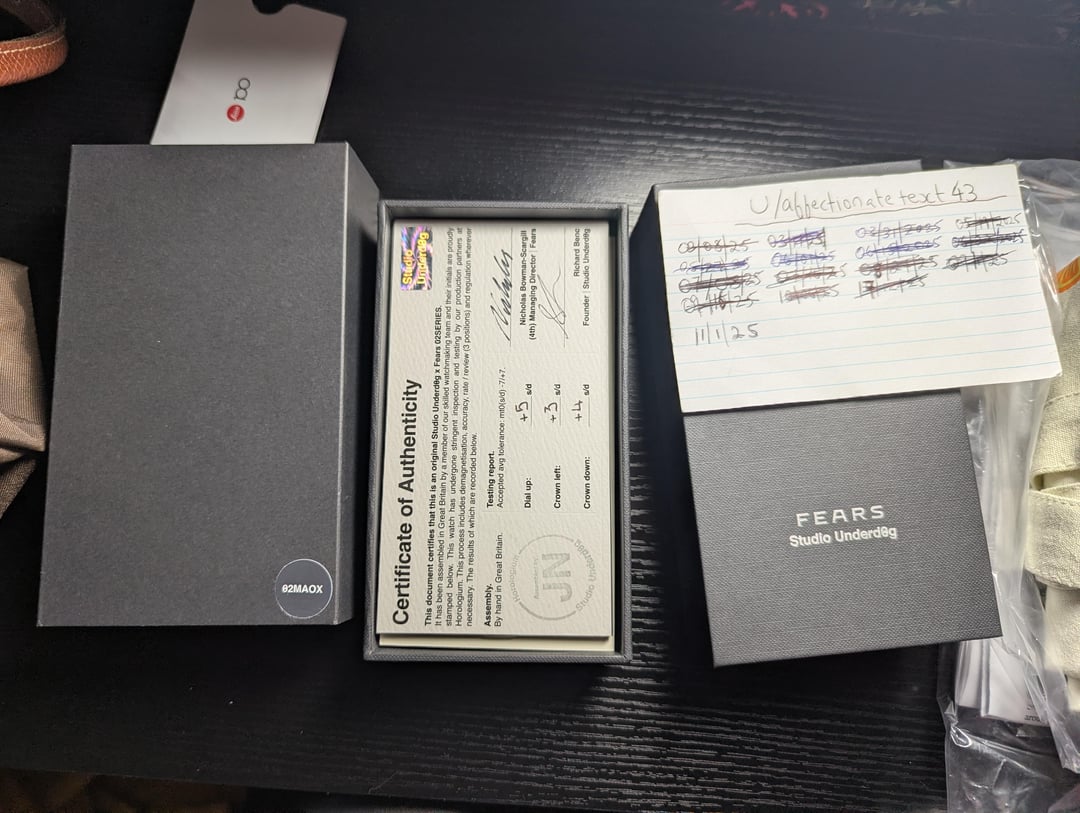 Leica
100
02MAOX
Studio
Underd0g
Certificate of Authenticity
This document certifies that this is an original Studio Underd0g x Fears 02SERIES.
It has been assembled in Great Britain by a member of our skilled watchmaking team and their initials are proudly
stamped below. This watch has undergone stringent inspection and testing by our production partners at
Horologium. This process includes demagnetisation, accuracy, rate / review (3 positions) and regulation wherever
necessary. The results of which are recorded below.
Assembly.
By hand in Great Britain.
Horologium
Assembled by
JN
Studio Underd0g
Testing report.
Accepted avg tolerance: mt0(s/d) -7/+7.
Dial up: +5 s/d
Crown left: +3 s/d
Crown down: +4 s/d
Nicholas Bowman-Scargill
(4th) Managing Director | Fears
Richard Benc
Founder | Studio Underd0g
U/affectionate text 43
11/1/25
FEARS
Studio Underd0g